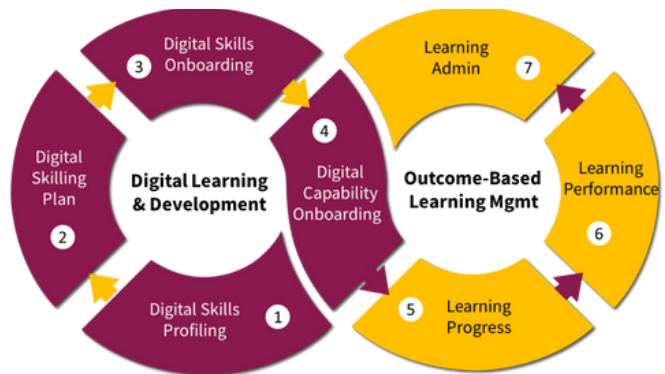 Digital Skills
Onboarding
3
Learning
Admin
7
4
Digital
Capability
Onboarding
Digital
Skilling
Plan
2
Digital Learning
& Development
Outcome-Based
Learning Mgmt
Learning
Performance
6
Digital Skills
Profiling
1
5
Learning
Progress